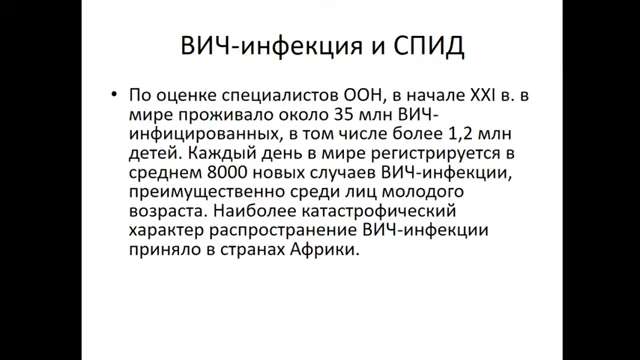 ВИЧ-инфекция и СПИД
• По оценке специалистов ООН, в начале XXI в. в
мире проживало около 35 млн ВИЧ-
инфицированных, в том числе более 1,2 млн
детей. Каждый день в мире регистрируется в
среднем 8000 новых случаев ВИЧ-инфекции,
преимущественно среди лиц молодого
возраста. Наиболее катастрофический
характер распространение ВИЧ-инфекции
приняло в странах Африки.